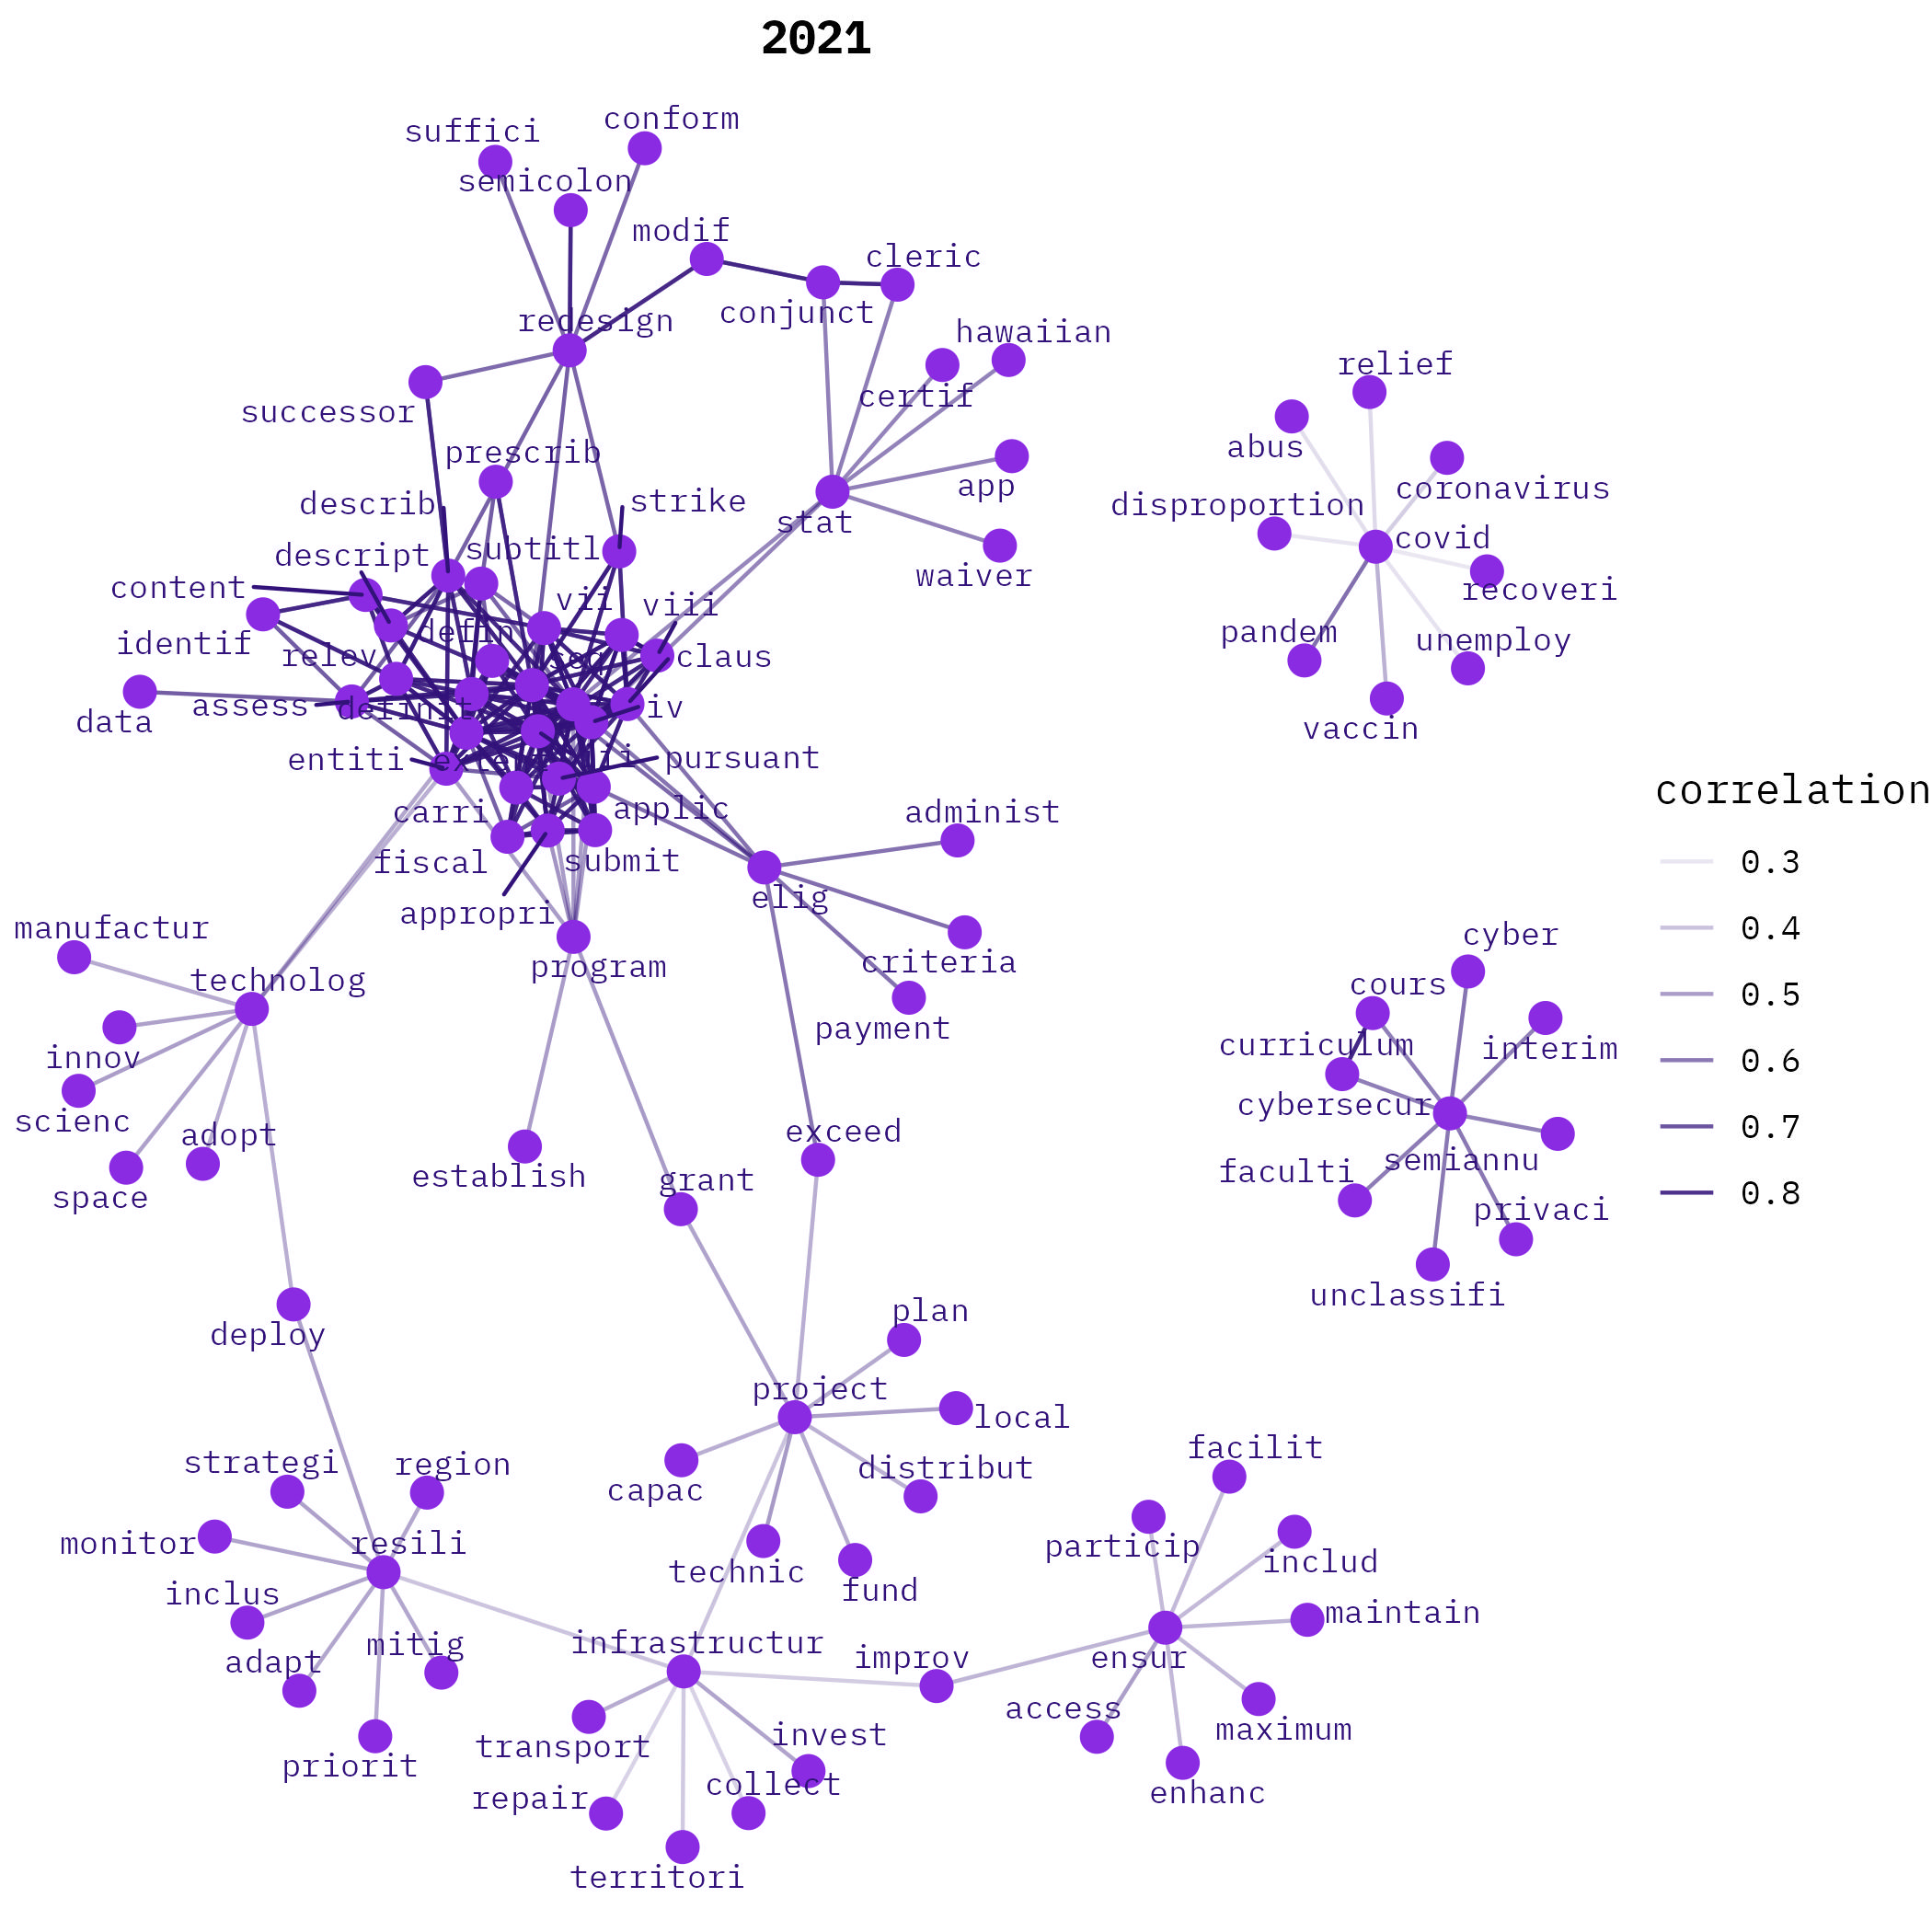 2021
suffici
conform
semicolon
modif
cleric
conjunct
redesign
hawaiian
certif
successor
prescrib
app
describ
strike
stat
descript
subtitl
waiver
content
vii
viii
identif
defin
relev
claus
assess
definit
iv
data
entiti
pursuant
carri
applic
administ
fiscal
submit
elig
appropri
criteria
program
payment
manufactur
technolog
innov
scienc
adopt
space
establish
exceed
grant
deploy
relief
abus
coronavirus
disproportion
covid
recoveri
pandem
unemploy
vaccin
correlation
0.3
0.4
0.5
0.6
0.7
0.8
cyber
cours
curriculum
interim
cybersecur
semiannu
faculti
privaci
unclassifi
plan
project
local
distribut
capac
technic
fund
strategi
region
monitor
resili
inclus
adapt
mitig
priorit
infrastructur
improv
transport
invest
collect
repair
territori
facilit
particip
includ
maintain
ensur
access
maximum
enhanc